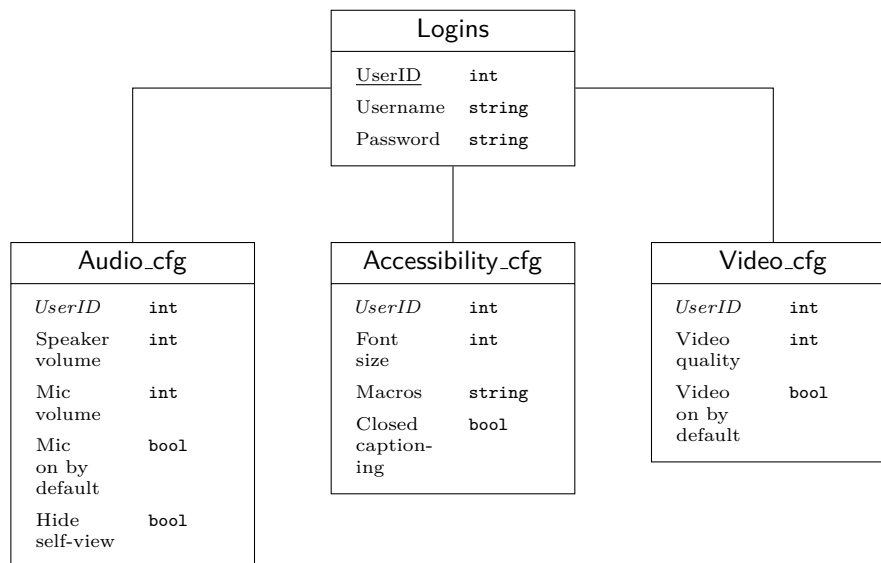 Logins
UserID int
Username string
Password string
Audio_cfg
UserID int
Speaker int
volume
Mic int
volume
Mic bool
on by
default
Hide bool
self-view
Accessibility_cfg
UserID int
Font int
size
Macros string
Closed bool
caption-
ing
Video_cfg
UserID int
Video int
quality
Video bool
on by
default